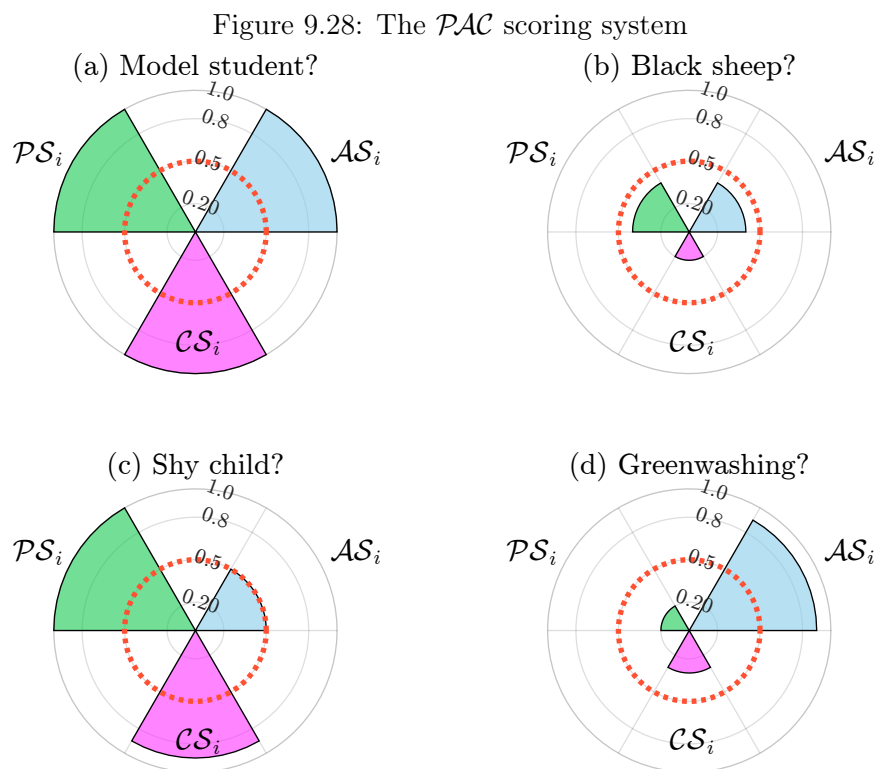 Figure 9.28: The 𝒫𝒜𝒞 scoring system
(a) Model student?
1.0
0.8
0.5
0.20
𝒫𝒮ᵢ
𝒜𝒮ᵢ
𝒞𝒮ᵢ
(b) Black sheep?
1.0
0.8
0.5
0.20
𝒫𝒮ᵢ
𝒜𝒮ᵢ
𝒞𝒮ᵢ
(c) Shy child?
1.0
0.8
0.5
0.20
𝒫𝒮ᵢ
𝒜𝒮ᵢ
𝒞𝒮ᵢ
(d) Greenwashing?
1.0
0.8
0.5
0.20
𝒫𝒮ᵢ
𝒜𝒮ᵢ
𝒞𝒮ᵢ